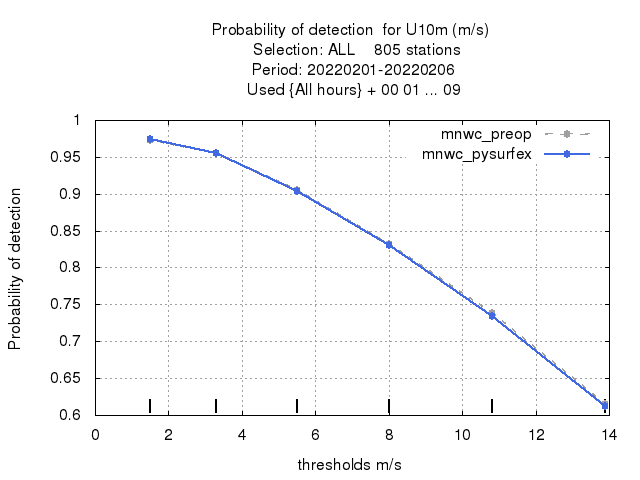 Probability of detection  for U10m (m/s)
Selection: ALL    805 stations
Period: 20220201-20220206
Used {All hours} + 00 01 ... 09
mnwc_preop
mnwc_pysurfex
Probability of detection
1
0.95
0.9
0.85
0.8
0.75
0.7
0.65
0.6
0 2 4 6 8 10 12 14
thresholds m/s